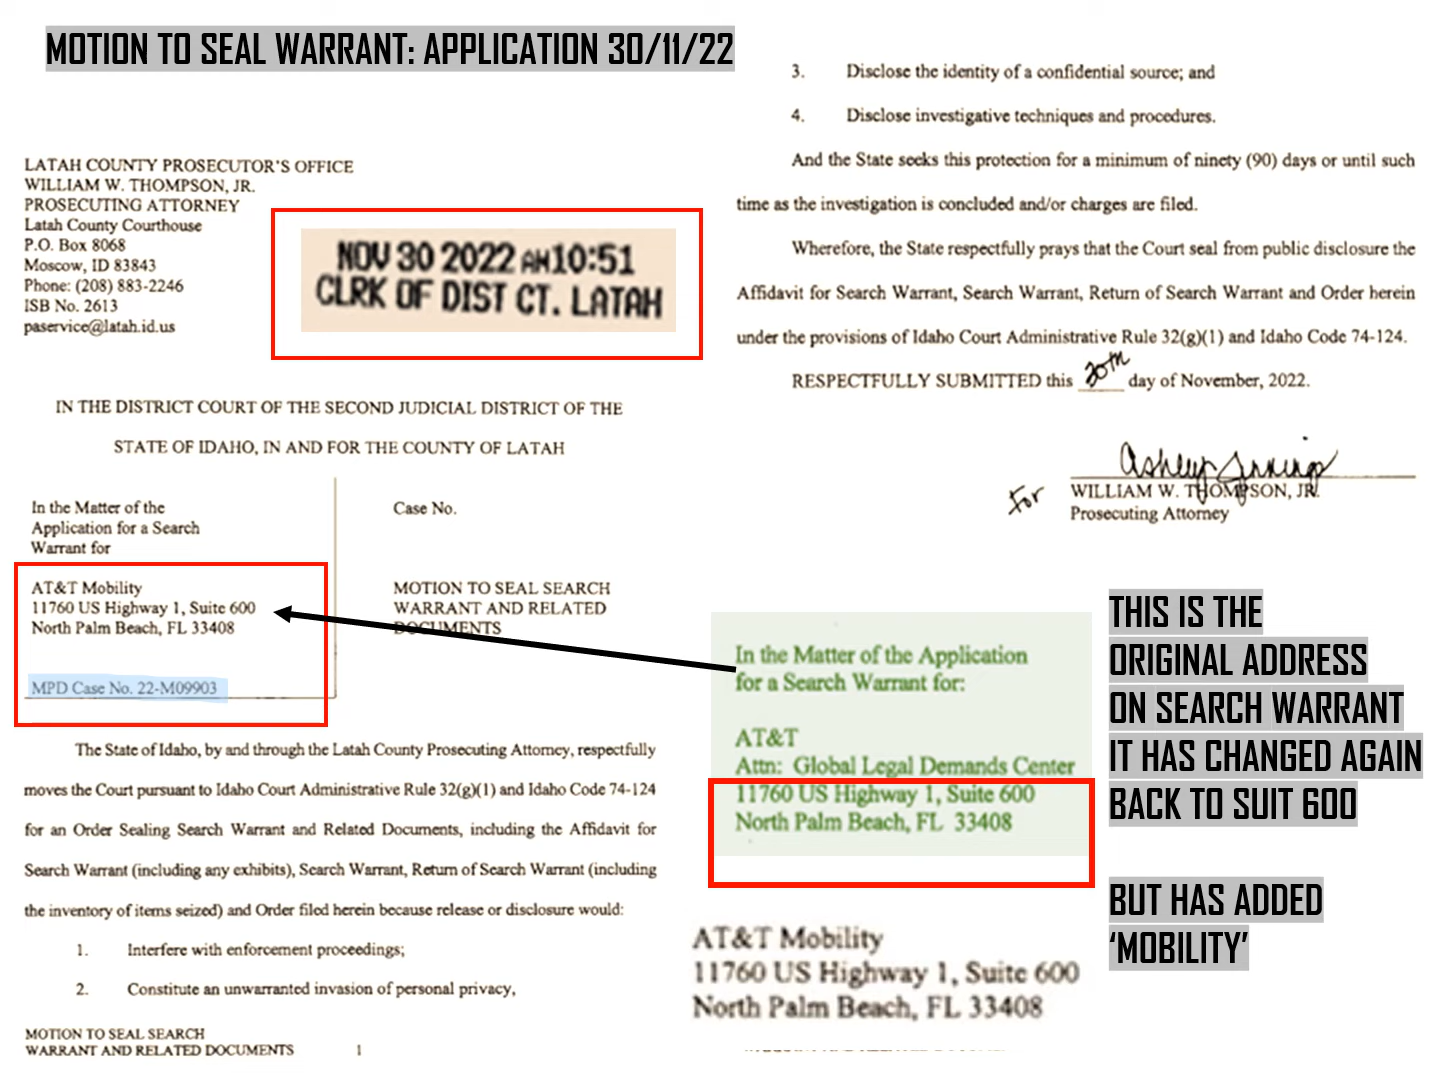 MOTION TO SEAL WARRANT: APPLICATION 30/11/22
LATAH COUNTY PROSECUTOR'S OFFICE
WILLIAM W. THOMPSON, JR.
PROSECUTING ATTORNEY
Latah County Courthouse
P.O. Box 8068
Moscow, ID 83843
Phone: (208) 883-2246
ISB No. 2613
paservice@latah.id.us
NOV 30 2022 AM 10:51
CLRK OF DIST CT. LATAH
IN THE DISTRICT COURT OF THE SECOND JUDICIAL DISTRICT OF THE
STATE OF IDAHO, IN AND FOR THE COUNTY OF LATAH
In the Matter of the
Application for a Search
Warrant for
AT&T Mobility
11760 US Highway 1, Suite 600
North Palm Beach, FL 33408
MPD Case No. 22-M09903
Case No.
MOTION TO SEAL SEARCH
WARRANT AND RELATED
DOCUMENTS
The State of Idaho, by and through the Latah County Prosecuting Attorney, respectfully
moves the Court pursuant to Idaho Court Administrative Rule 32(g)(1) and Idaho Code 74-124
for an Order Sealing Search Warrant and Related Documents, including the Affidavit for
Search Warrant (including any exhibits), Search Warrant, Return of Search Warrant (including
the inventory of items seized) and Order filed herein because release or disclosure would:
1. Interfere with enforcement proceedings;
2. Constitute an unwarranted invasion of personal privacy,
MOTION TO SEAL SEARCH
WARRANT AND RELATED DOCUMENTS 1
3. Disclose the identity of a confidential source; and
4. Disclose investigative techniques and procedures.
And the State seeks this protection for a minimum of ninety (90) days or until such
time as the investigation is concluded and/or charges are filed.
Wherefore, the State respectfully prays that the Court seal from public disclosure the
Affidavit for Search Warrant, Search Warrant, Return of Search Warrant and Order herein
under the provisions of Idaho Court Administrative Rule 32(g)(1) and Idaho Code 74-124.
RESPECTFULLY SUBMITTED this 30th day of November, 2022.
Ashley Jennings
For WILLIAM W. THOMPSON, JR.
Prosecuting Attorney
In the Matter of the Application
for a Search Warrant for:
AT&T
Attn: Global Legal Demands Center
11760 US Highway 1, Suite 600
North Palm Beach, FL 33408
THIS IS THE
ORIGINAL ADDRESS
ON SEARCH WARRANT
IT HAS CHANGED AGAIN
BACK TO SUIT 600
BUT HAS ADDED
'MOBILITY'
AT&T Mobility
11760 US Highway 1, Suite 600
North Palm Beach, FL 33408